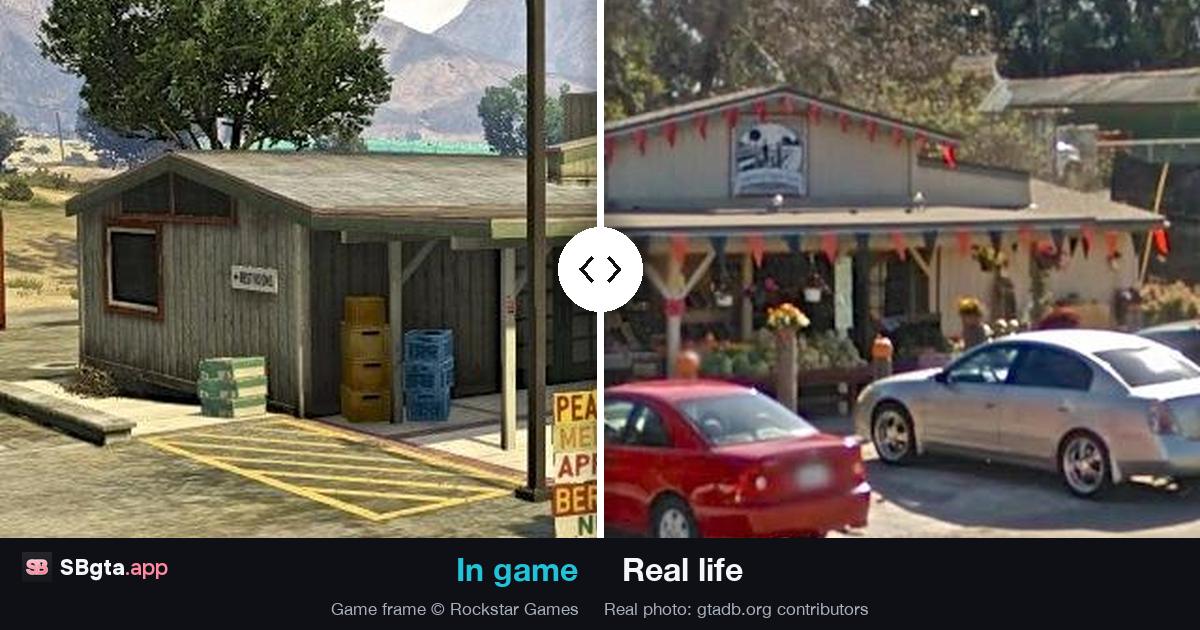 RESTROOMS
PEA
ME
APP
BER
N
SBgta.app
In game
Real life
Game frame © Rockstar Games
Real photo: gtadb.org contributors